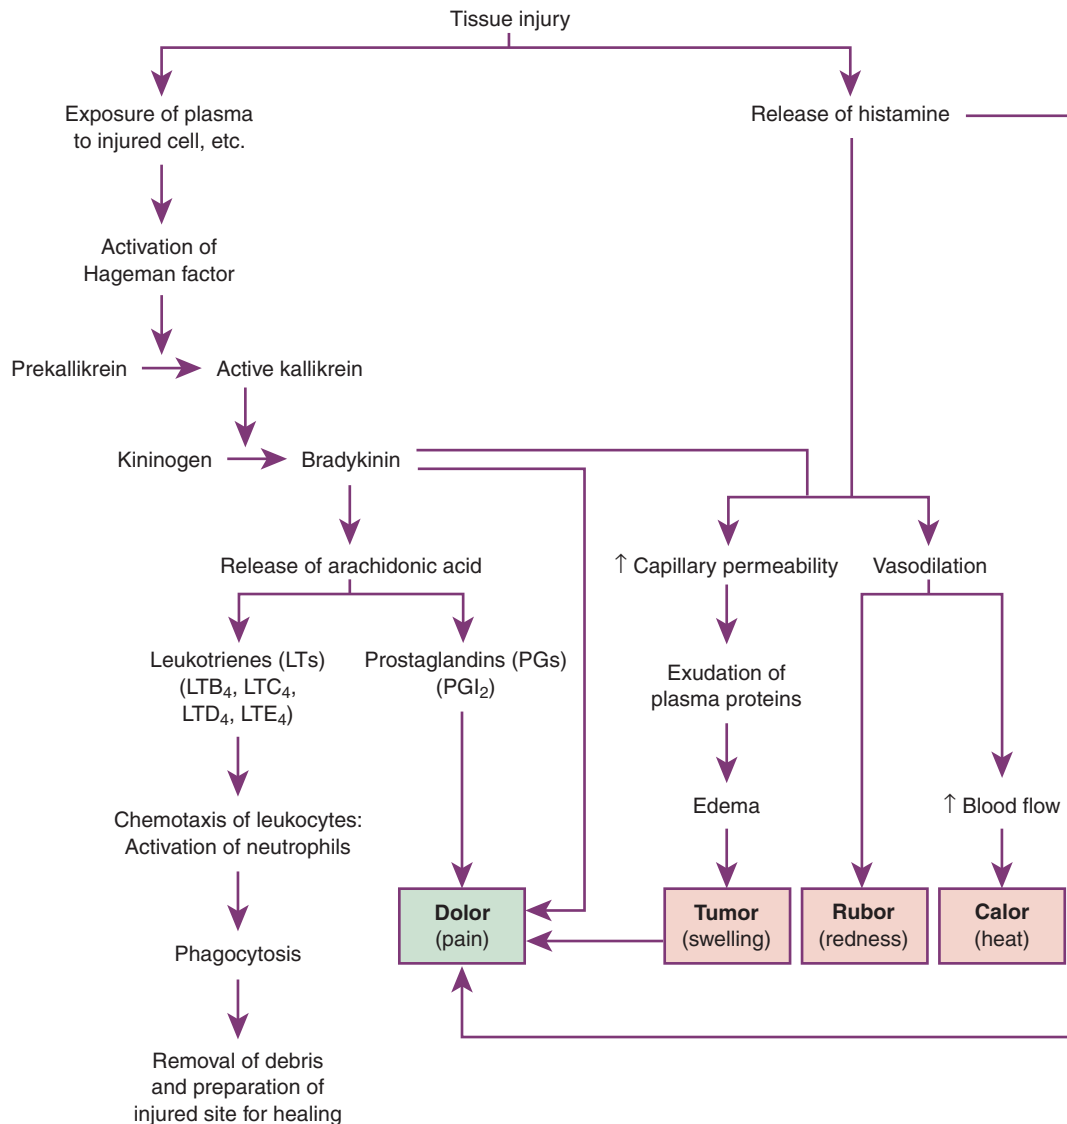 Tissue injury
Exposure of plasma
to injured cell, etc.
Release of histamine
Activation of
Hageman factor
Prekallikrein
Active kallikrein
Kininogen
Bradykinin
Release of arachidonic acid
↑ Capillary permeability
Vasodilation
Leukotrienes (LTs)
(LTB₄, LTC₄,
LTD₄, LTE₄)
Prostaglandins (PGs)
(PGI₂)
Exudation of
plasma proteins
Edema
↑ Blood flow
Chemotaxis of leukocytes:
Activation of neutrophils
Dolor
(pain)
Tumor
(swelling)
Rubor
(redness)
Calor
(heat)
Phagocytosis
Removal of debris
and preparation of
injured site for healing